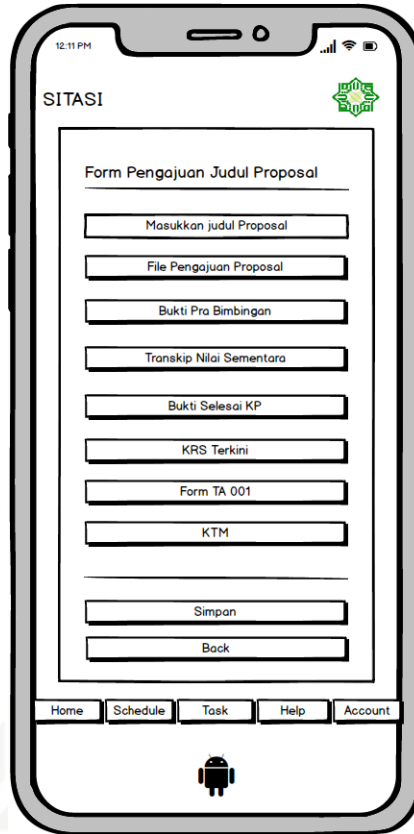 12:11 PM
SITASI
Form Pengajuan Judul Proposal
Masukkan judul Proposal
File Pengajuan Proposal
Bukti Pra Bimbingan
Transkip Nilai Sementara
Bukti Selesai KP
KRS Terkini
Form TA 001
KTM
Simpan
Back
Home Schedule Task Help Account